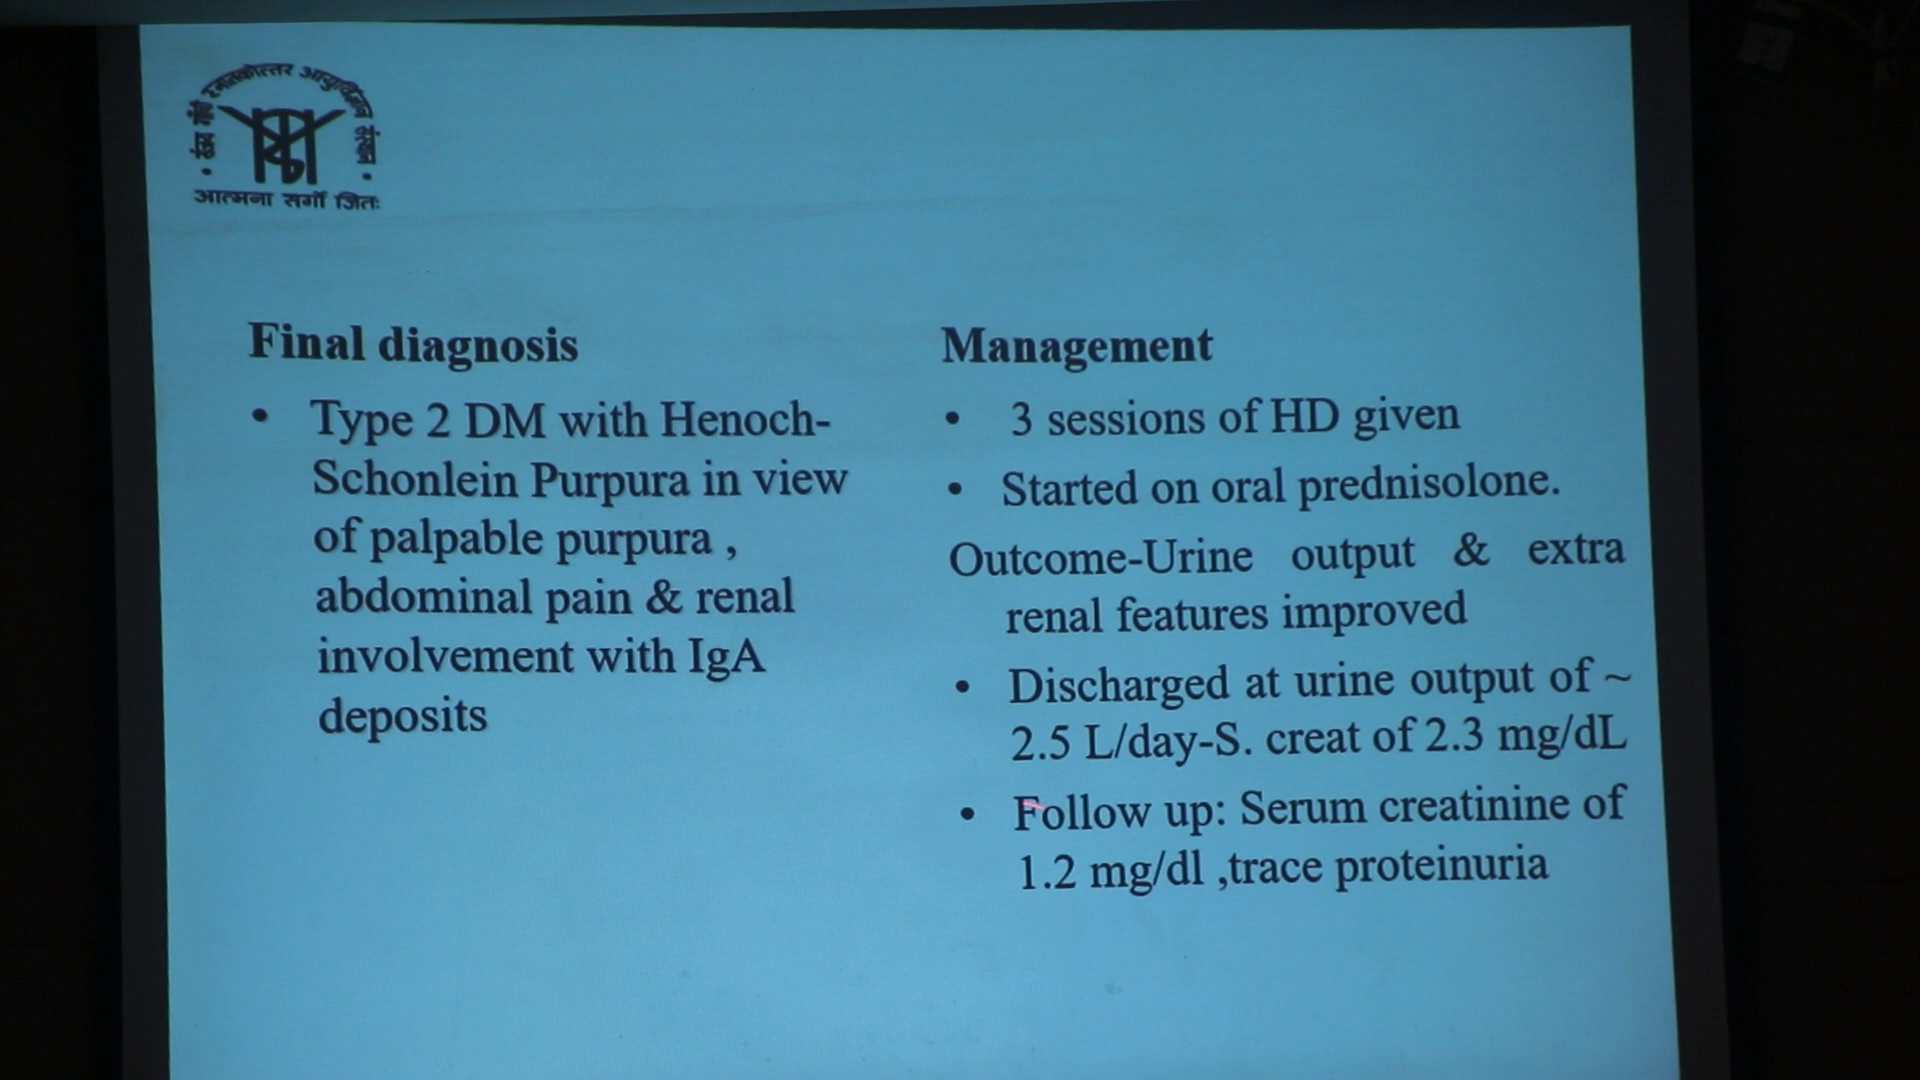 स्नातकोत्तर आयुर्विज्ञान
आत्मना सर्गो जितः
Final diagnosis
• Type 2 DM with Henoch-
Schonlein Purpura in view
of palpable purpura ,
abdominal pain & renal
involvement with IgA
deposits
Management
• 3 sessions of HD given
• Started on oral prednisolone.
Outcome-Urine output & extra
renal features improved
• Discharged at urine output of ~
2.5 L/day-S. creat of 2.3 mg/dL
• Follow up: Serum creatinine of
1.2 mg/dl ,trace proteinuria